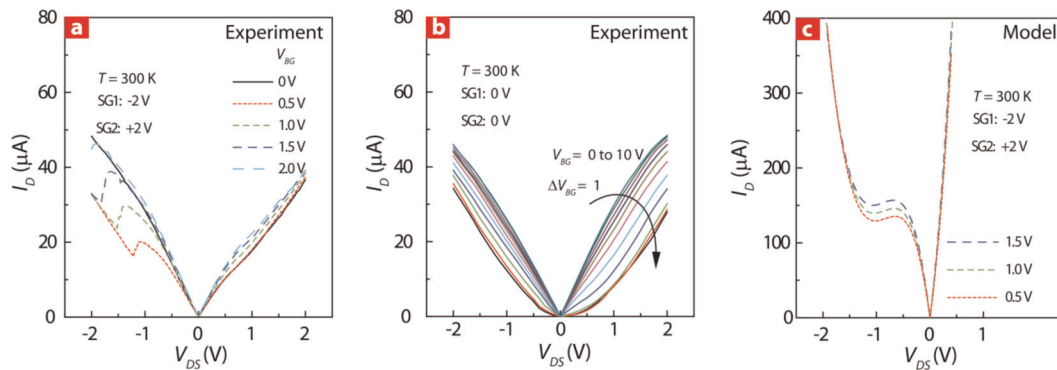 a
Experiment
V_BG
0 V
0.5 V
1.0 V
1.5 V
2.0 V
T = 300 K
SG1: -2 V
SG2: +2 V
80
60
40
20
0
I_D (μA)
-2
-1
0
1
2
V_DS (V)
b
Experiment
T = 300 K
SG1: 0 V
SG2: 0 V
V_BG= 0 to 10 V
ΔV_BG= 1
80
60
40
20
0
I_D (μA)
-2
-1
0
1
2
V_DS (V)
c
Model
T = 300 K
SG1: -2 V
SG2: +2V
1.5 V
1.0 V
0.5 V
400
300
200
100
0
I_D (μA)
-2
-1
0
1
V_DS (V)